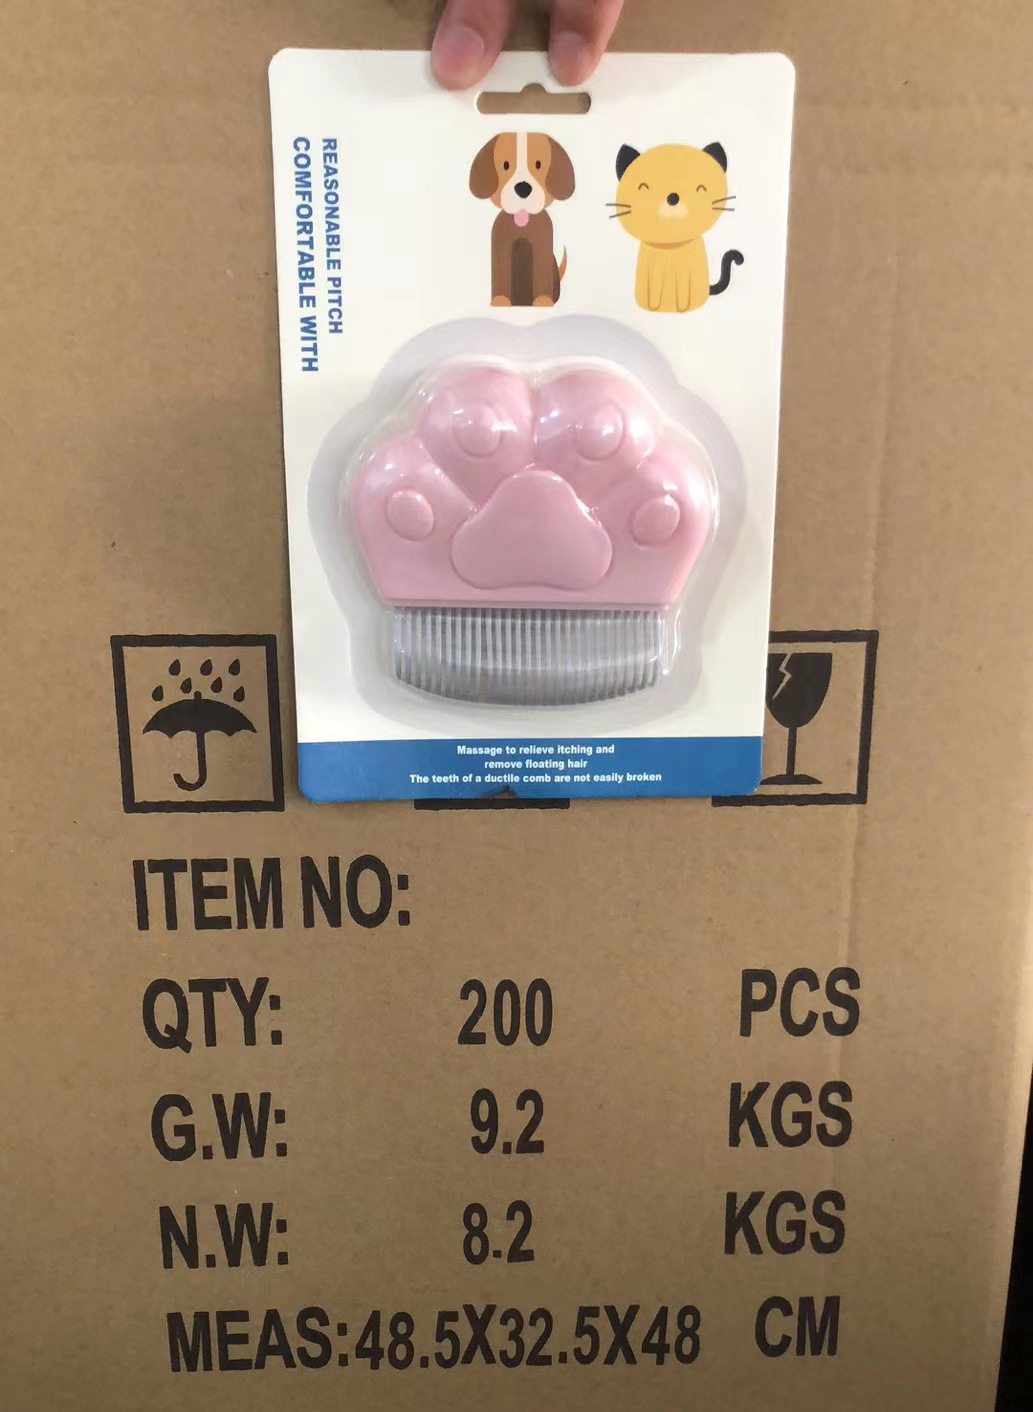 REASONABLE PITCH
COMFORTABLE WITH
Massage to relieve itching and
remove floating hair
The teeth of a ductile comb are not easily broken
ITEM NO:
QTY: 200 PCS
G.W: 9.2 KGS
N.W: 8.2 KGS
MEAS:48.5X32.5X48 CM